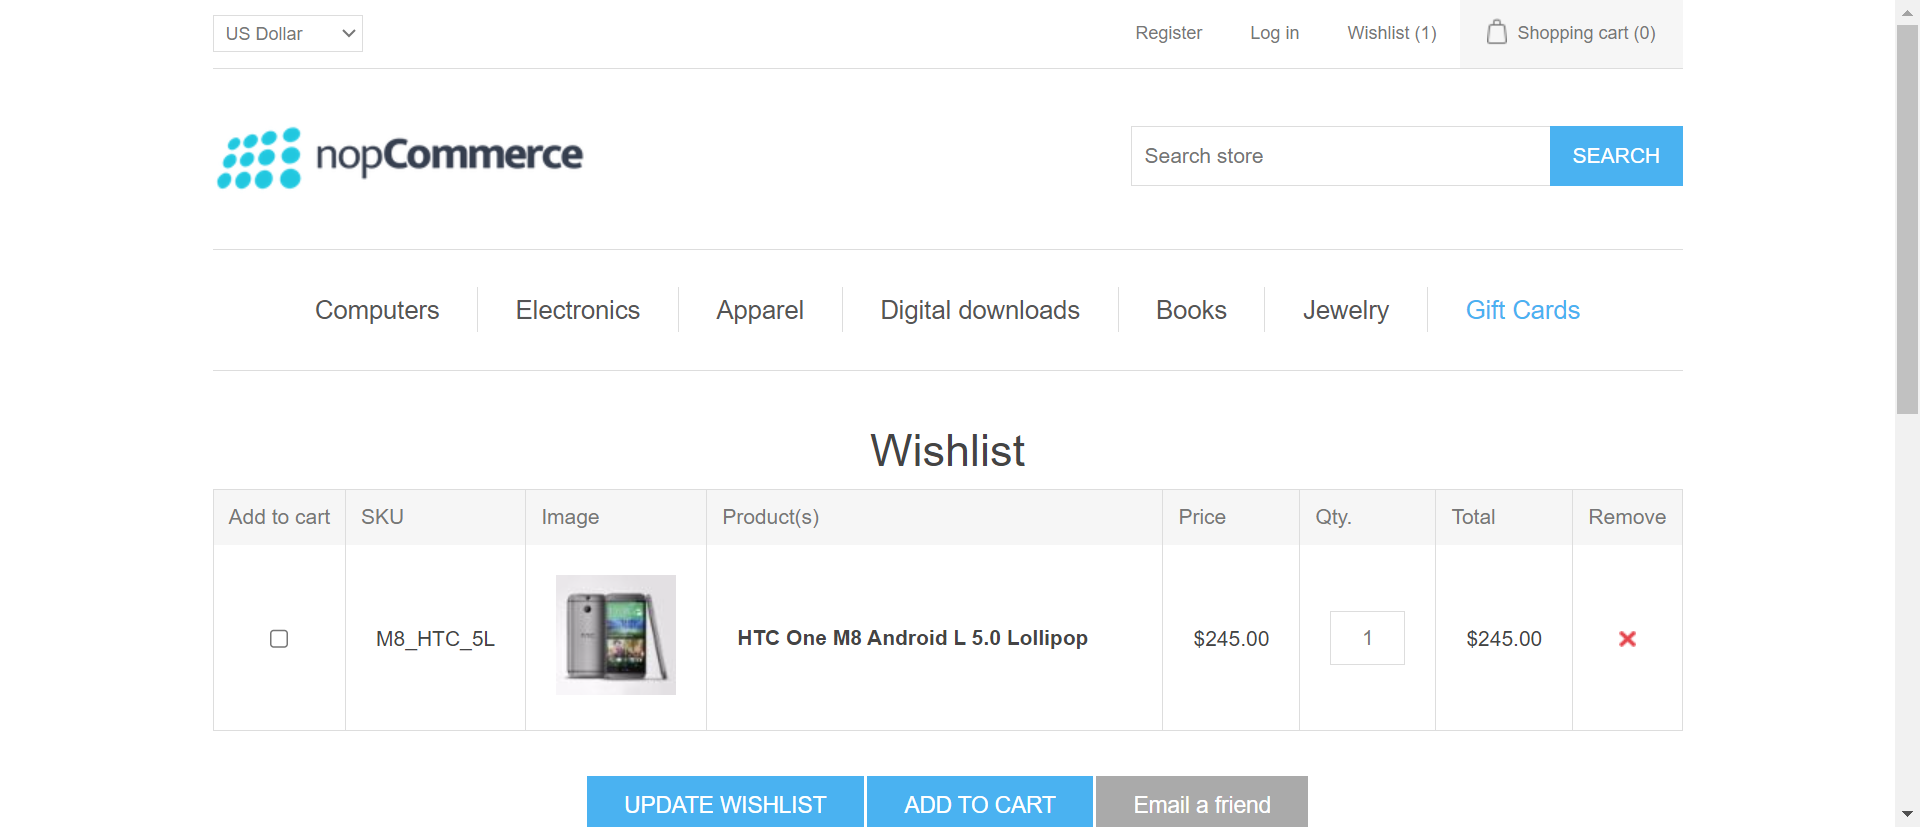 US Dollar
Register
Log in
Wishlist (1)
Shopping cart (0)
nopCommerce
Search store
SEARCH
Computers
Electronics
Apparel
Digital downloads
Books
Jewelry
Gift Cards
Wishlist
Add to cart
SKU
Image
Product(s)
Price
Qty.
Total
Remove
M8_HTC_5L
HTC One M8 Android L 5.0 Lollipop
$245.00
1
$245.00
UPDATE WISHLIST
ADD TO CART
Email a friend